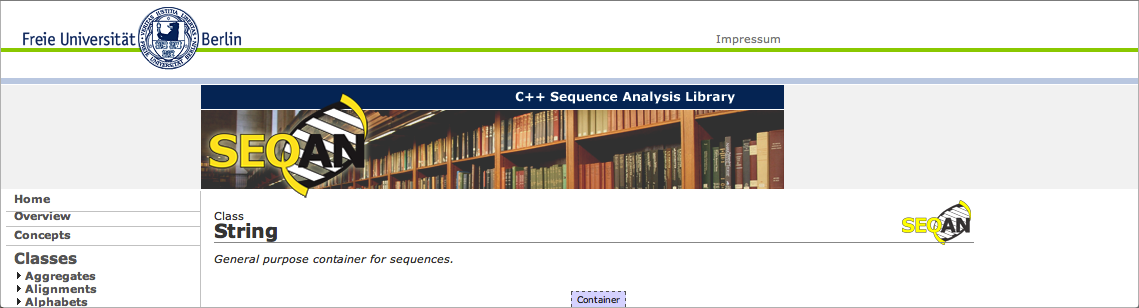 Freie Universität Berlin
Impressum
C++ Sequence Analysis Library
SEQAN
Home
Overview
Concepts
Classes
Aggregates
Alignments
Alphabets
Class
String
SEQAN
General purpose container for sequences.
Container